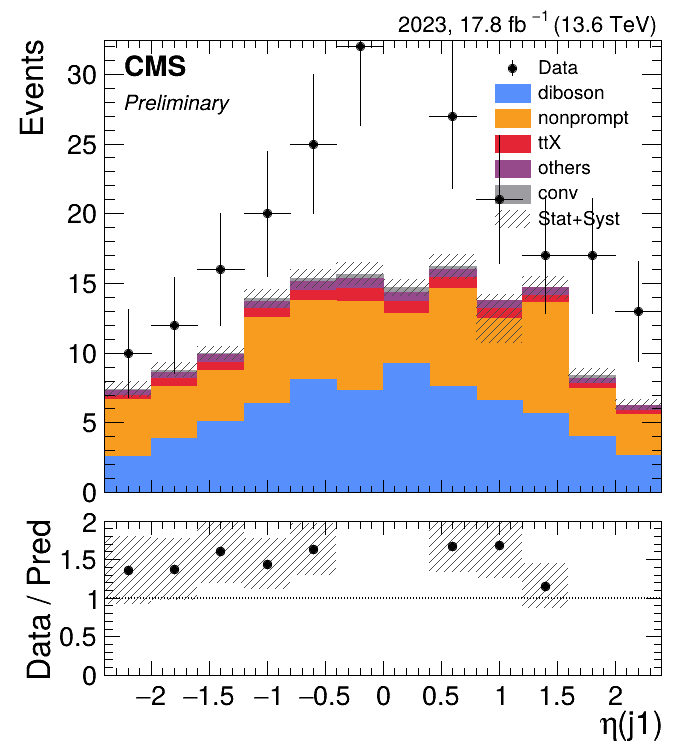 2023, 17.8 fb⁻¹ (13.6 TeV)
CMS
Preliminary
Events
Data
diboson
nonprompt
ttX
others
conv
Stat+Syst
30
25
20
15
10
5
0
Data / Pred
2
1.5
1
0.5
0
−2 −1.5 −1 −0.5 0 0.5 1 1.5 2
η(j1)